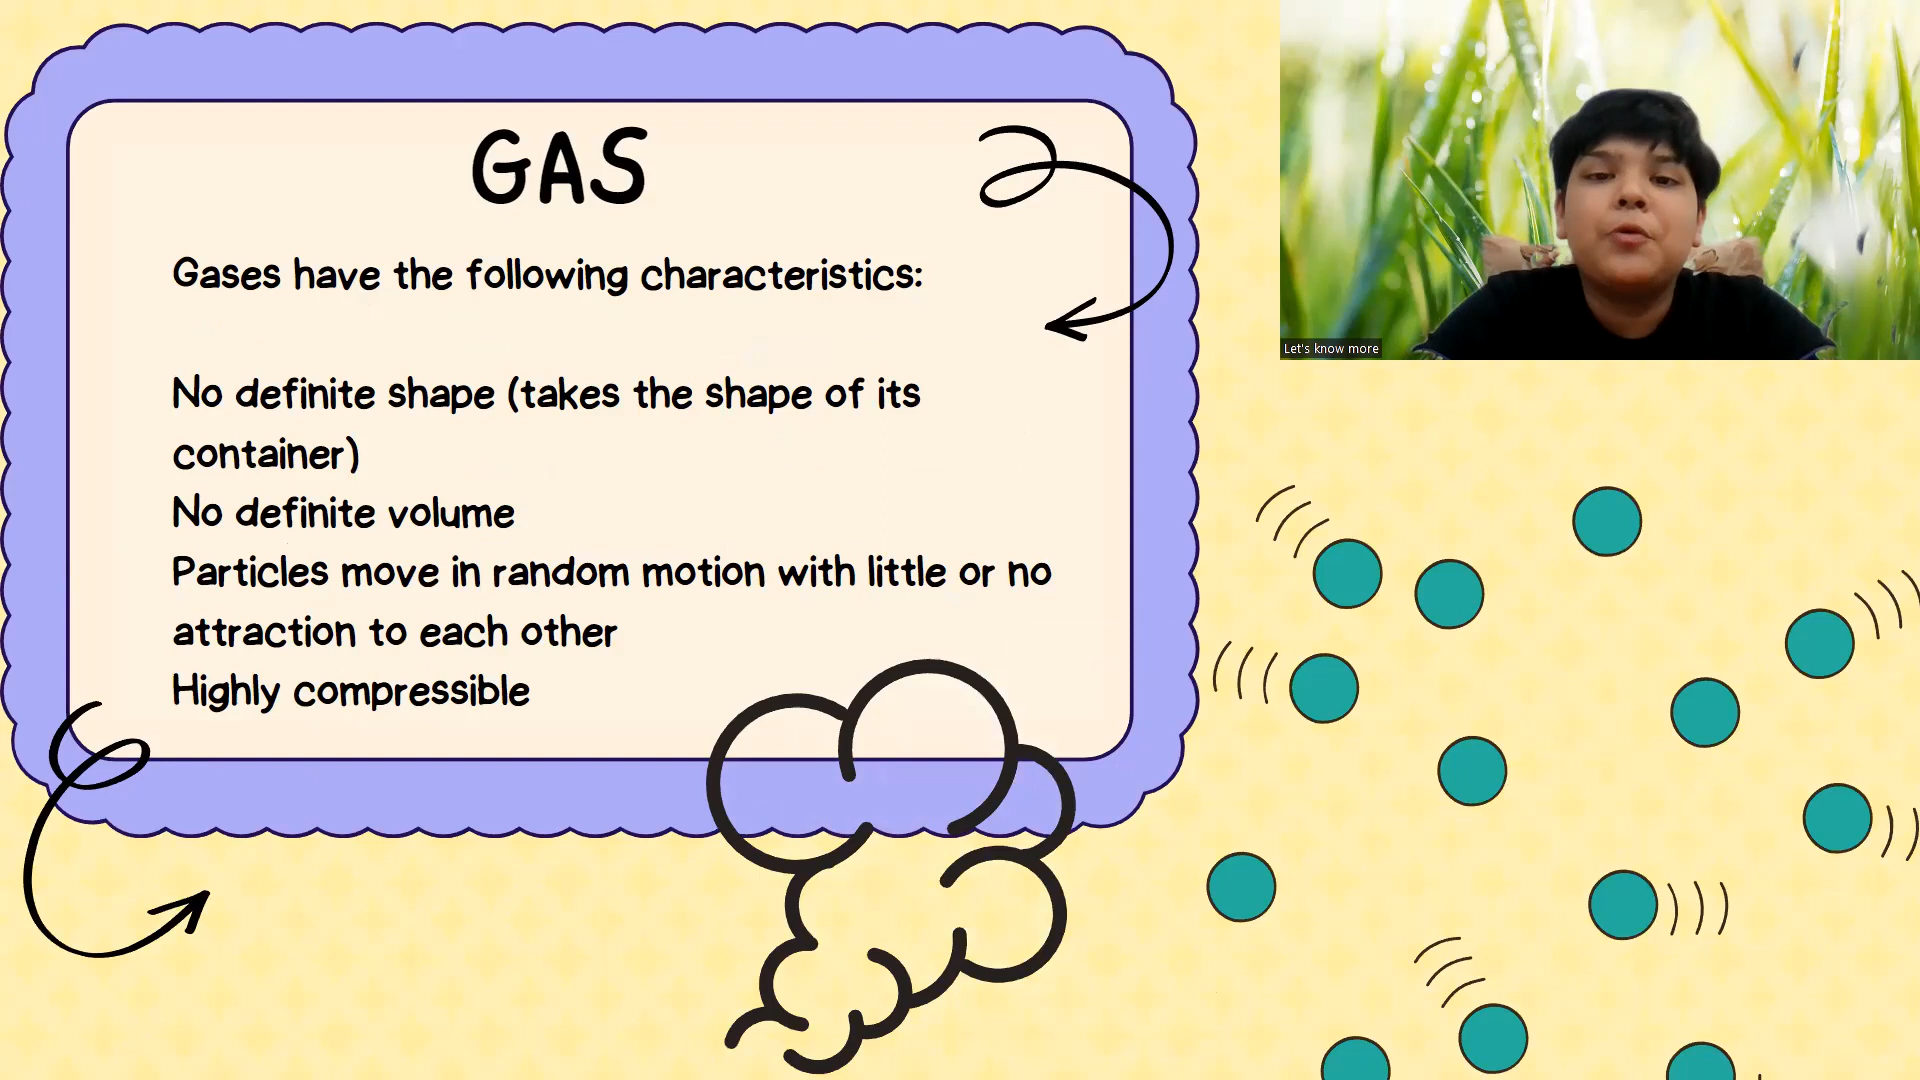 GAS
Gases have the following characteristics:
No definite shape (takes the shape of its
container)
No definite volume
Particles move in random motion with little or no
attraction to each other
Highly compressible
Let's know more